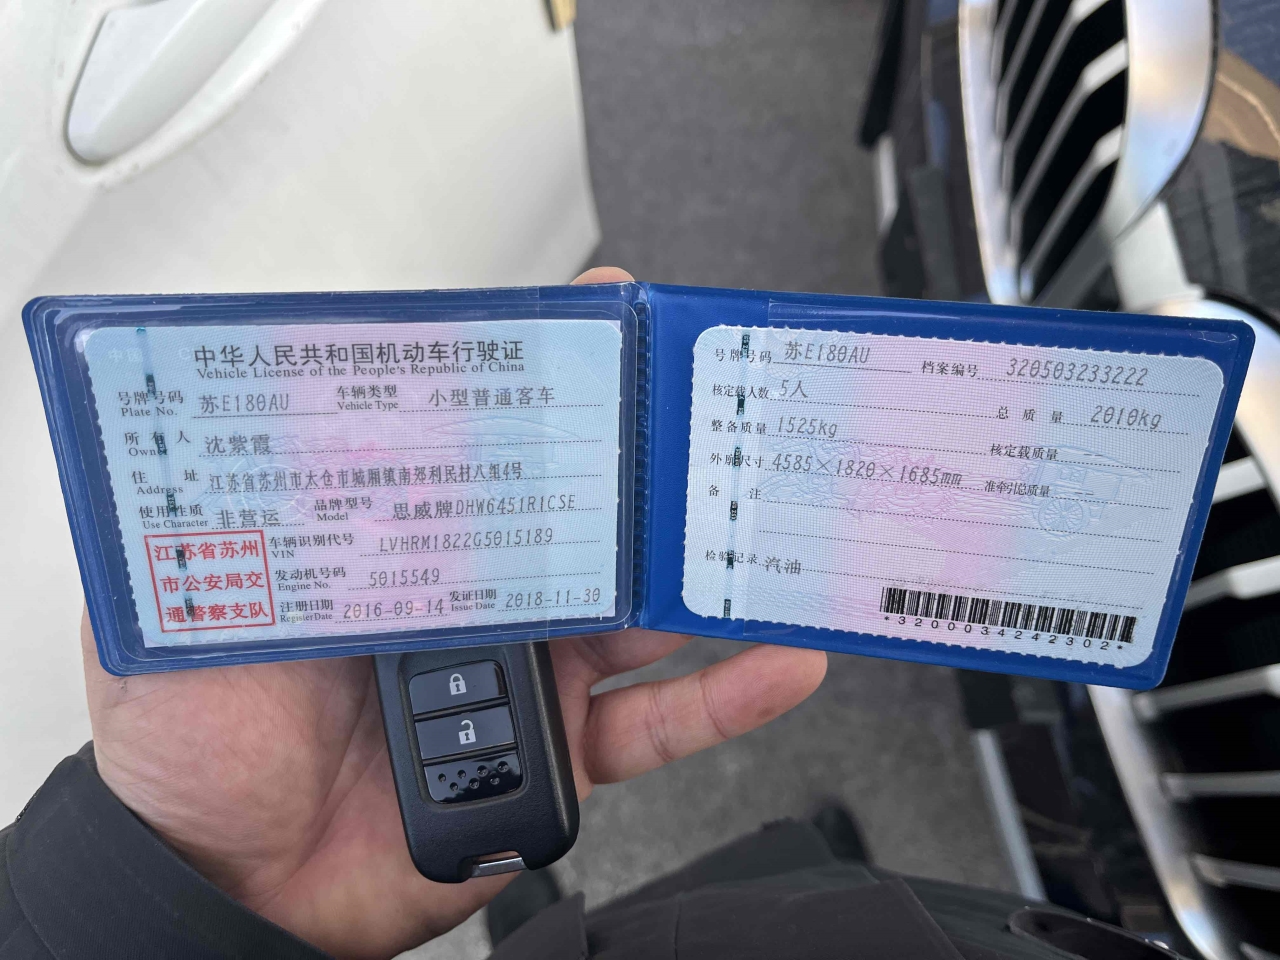 中华人民共和国机动车行驶证
Vehicle License of the People's Republic of China
号牌号码 苏E180AU 车辆类型 小型普通客车
Plate No. Vehicle Type
所有人 沈紫霞
Owner
住址 江苏省苏州市太仓市城厢镇南郊利民村八组4号
Address
使用性质 非营运 品牌型号 思威牌DHW6451R1CSE
Use Character Model
江苏省苏州
市公安局交
通警察支队
车辆识别代号 LVHRM1822G5015189
VIN
发动机号码 5015549
Engine No.
注册日期 2016-09-14 发证日期 2018-11-30
Register Date Issue Date
号牌号码 苏E180AU 档案编号 320503233222
核定载人数 5人 总质量 2010kg
整备质量 1525kg 核定载质量
外廓尺寸 4585×1820×1685mm 准牵引总质量 --
备注
检验记录 汽油
*3200034242302*